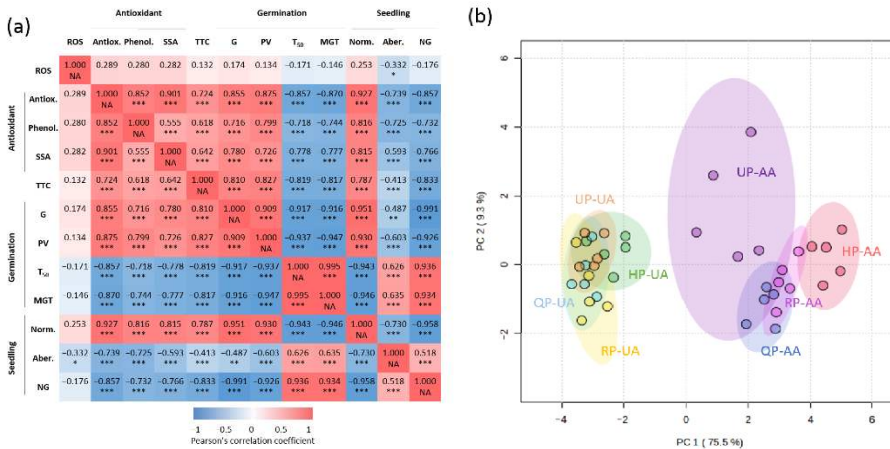 (a)
Antioxidant Germination Seedling
ROS Antiox. Phenol. SSA TTC G PV T50 MGT Norm. Aber. NG
ROS 1.000 0.289 0.280 0.282 0.132 0.174 0.134 −0.171 −0.146 0.253 −0.332 −0.176
NA *
Antiox. 0.289 1.000 0.852 0.901 0.724 0.855 0.875 −0.857 −0.870 0.927 −0.739 −0.857
NA *** *** *** *** *** *** *** *** *** ***
Phenol. 0.280 0.852 1.000 0.555 0.618 0.716 0.799 −0.718 −0.744 0.816 −0.725 −0.732
*** NA *** *** *** *** *** *** *** *** ***
SSA 0.282 0.901 0.555 1.000 0.642 0.780 0.726 −0.778 −0.777 0.815 −0.593 −0.766
*** *** NA *** *** *** *** *** *** *** ***
TTC 0.132 0.724 0.618 0.642 1.000 0.810 0.827 −0.819 −0.817 0.787 −0.413 −0.833
*** *** *** NA *** *** *** *** *** *** ***
G 0.174 0.855 0.716 0.780 0.810 1.000 0.909 −0.917 −0.916 0.951 −0.487 −0.991
*** *** *** *** NA *** *** *** *** ** ***
PV 0.134 0.875 0.799 0.726 0.827 0.909 1.000 −0.937 −0.947 0.930 −0.603 −0.926
*** *** *** *** *** NA *** *** *** *** ***
T50 −0.171 −0.857 −0.718 −0.778 −0.819 −0.917 −0.937 1.000 0.995 −0.943 0.626 0.936
*** *** *** *** *** *** NA *** *** *** ***
MGT −0.146 −0.870 −0.744 −0.777 −0.817 −0.916 −0.947 0.995 1.000 −0.946 0.635 0.934
*** *** *** *** *** *** *** NA *** *** ***
Norm. 0.253 0.927 0.816 0.815 0.787 0.951 0.930 −0.943 −0.946 1.000 −0.730 −0.958
*** *** *** *** *** *** *** *** NA *** ***
Aber. −0.332 −0.739 −0.725 −0.593 −0.413 −0.487 −0.603 0.626 0.635 −0.730 1.000 0.518
* *** *** *** *** ** *** *** *** *** NA ***
NG −0.176 −0.857 −0.732 −0.766 −0.833 −0.991 −0.926 0.936 0.934 −0.958 0.518 1.000
*** *** *** *** *** *** *** *** *** *** NA
Antioxidant
Germination
Seedling
-1 -0.5 0 0.5 1
Pearson's correlation coefficient
(b)
PC 2 (9.3 %)
6
4
2
0
−2
−4
UP-AA
UP-UA
HP-UA
HP-AA
QP-UA
RP-AA
RP-UA
QP-AA
−4 −2 0 2 4 6
PC 1 (75.5 %)